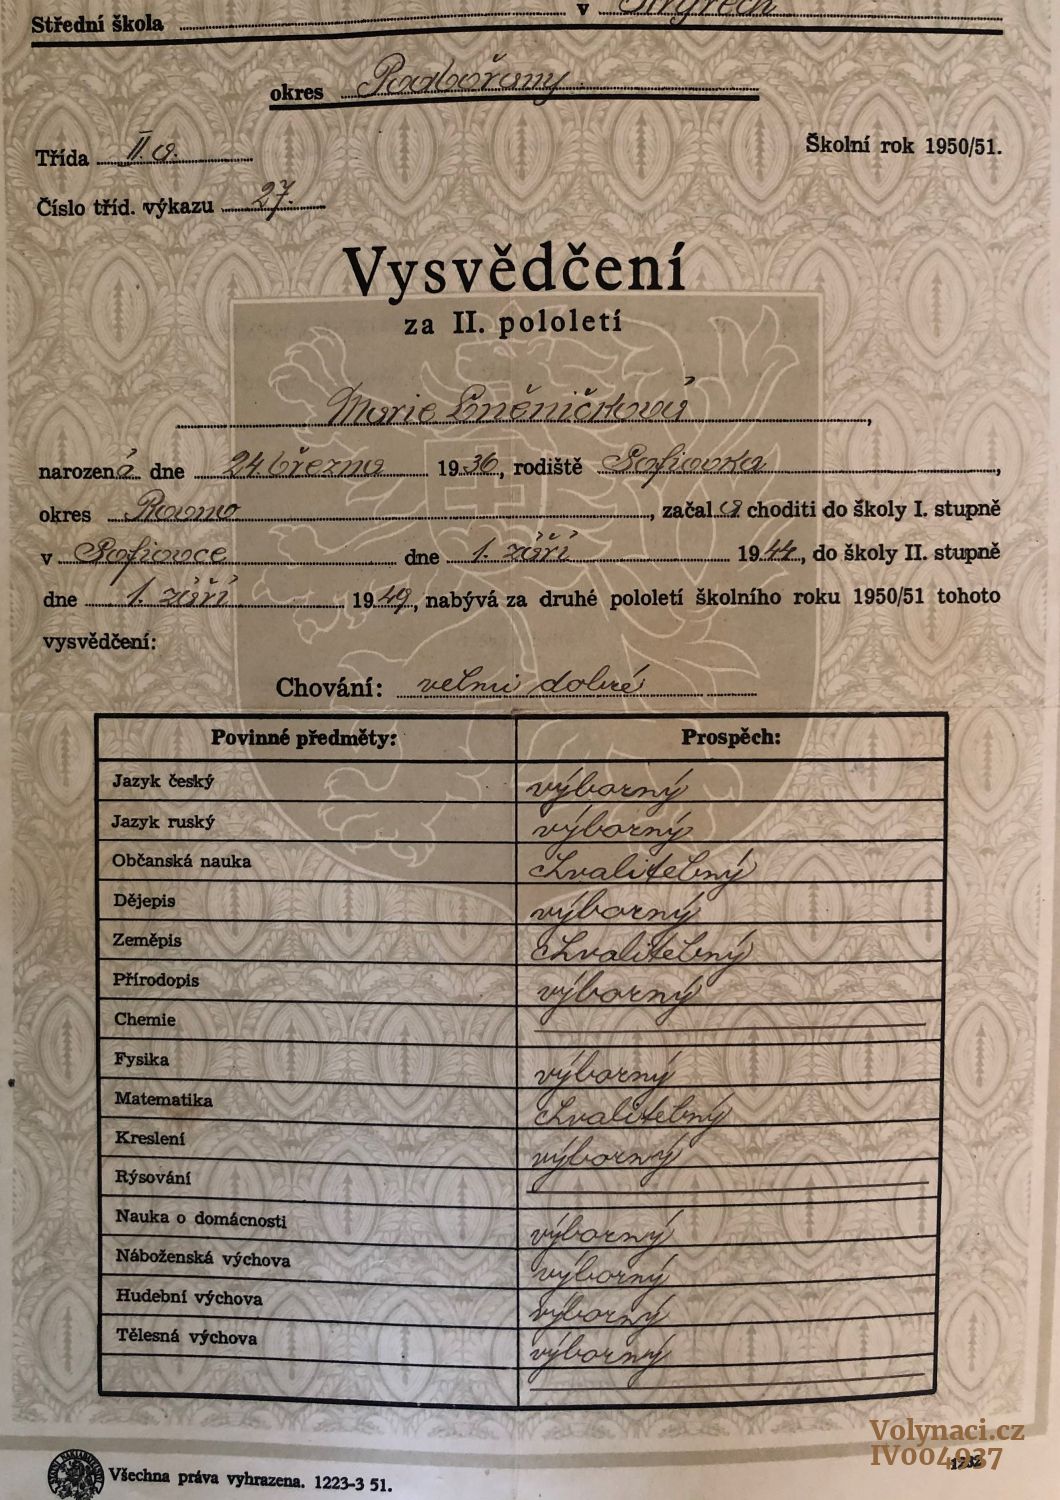 Střední škola v Stryrech
okres Podbořany
Třída II. a.
Školní rok 1950/51.
Číslo tříd. výkazu 27.
Vysvědčení
za II. pololetí
Marie
narozená dne 24. března 1936, rodiště Sofiovka,
okres Rovno, začala choditi do školy I. stupně
v Sofiovce dne 1. září 1944, do školy II. stupně
dne 1. září 1949, nabývá za druhé pololetí školního roku 1950/51 tohoto
vysvědčení:
Chování: velmi dobré
Povinné předměty: Prospěch:
Jazyk český výborný
Jazyk ruský výborný
Občanská nauka chvalitebný
Dějepis výborný
Zeměpis chvalitebný
Přírodopis výborný
Chemie
Fysika výborný
Matematika chvalitebný
Kreslení výborný
Rýsování
Nauka o domácnosti výborný
Náboženská výchova výborný
Hudební výchova výborný
Tělesná výchova výborný
Volynaci.cz
IV004037
Všechna práva vyhrazena. 1223-3 51.